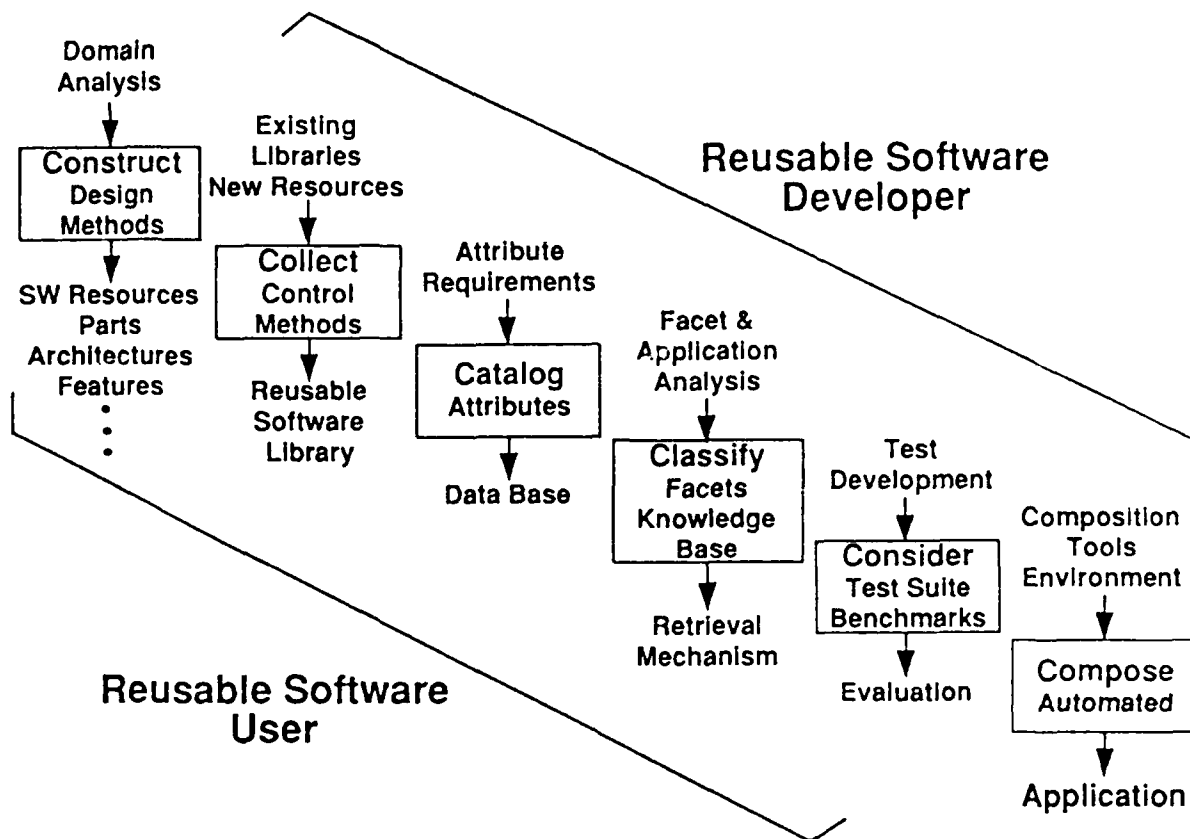 Domain
Analysis
Construct
Design
Methods
SW Resources
Parts
Architectures
Features
Existing
Libraries
New Resources
Collect
Control
Methods
Reusable
Software
Library
Attribute
Requirements
Catalog
Attributes
Data Base
Facet &
Application
Analysis
Classify
Facets
Knowledge
Base
Retrieval
Mechanism
Test
Development
Consider
Test Suite
Benchmarks
Evaluation
Composition
Tools
Environment
Compose
Automated
Application
Reusable Software
Developer
Reusable Software
User